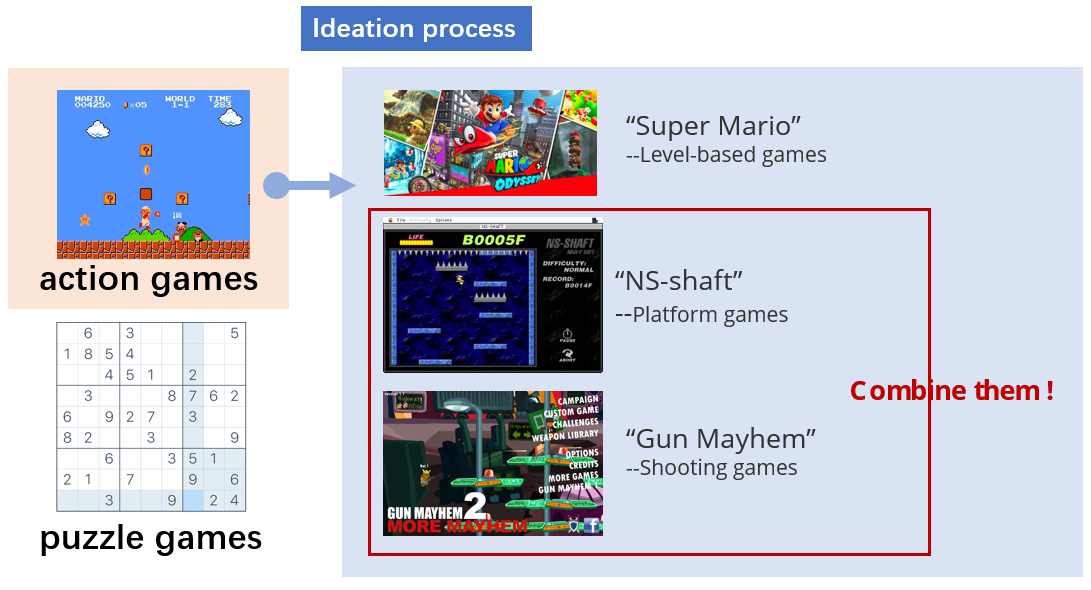 Ideation process
MARIO WORLD TIME
004250 x05 1-1 283
100
action games
6 3 5
1 8 5 4
4 5 1 2
3 8 7 6 2
6 9 2 7 3
8 2 3 9
6 3 5 1
2 1 7 9 6
3 9 2 4
puzzle games
SUPER
MARIO
ODYSSEY
“Super Mario”
--Level-based games
File Options
NS-SHAFT
LIFE B0005F NS-SHAFT
DIFFICULTY:
NORMAL
RECORD:
B0014F
PAUSE
ABORT
“NS-shaft”
--Platform games
CAMPAIGN
CUSTOM GAME
CHALLENGES
WEAPON LIBRARY
OPTIONS
CREDITS
MORE GAMES
GUN MAYHEM
GUN MAYHEM 2
MORE MAYHEM
“Gun Mayhem”
--Shooting games
Combine them !